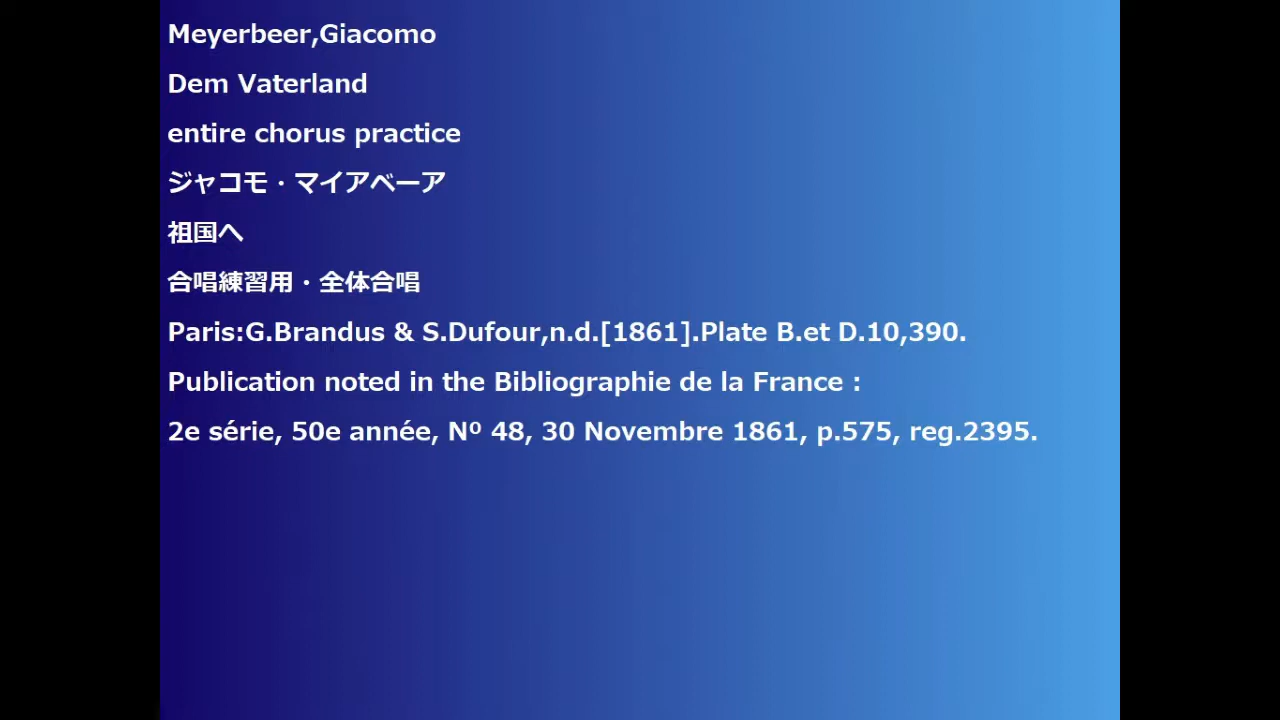 Meyerbeer,Giacomo
Dem Vaterland
entire chorus practice
ジャコモ・マイアベーア
祖国へ
合唱練習用・全体合唱
Paris:G.Brandus & S.Dufour,n.d.[1861].Plate B.et D.10,390.
Publication noted in the Bibliographie de la France :
2e série, 50e année, Nº 48, 30 Novembre 1861, p.575, reg.2395.